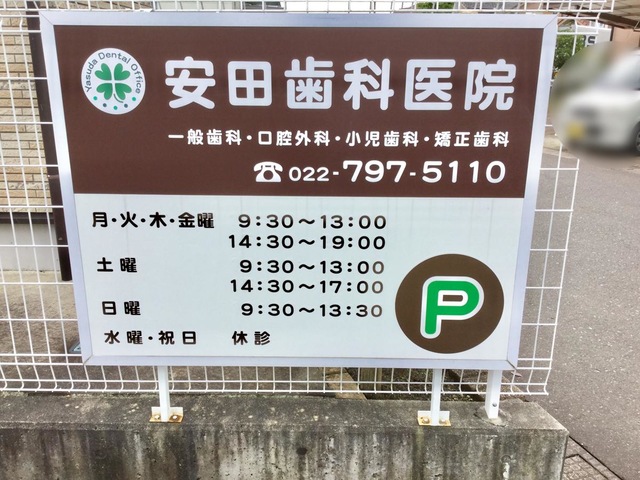 Yasuda Dental Office
安田歯科医院
一般歯科・口腔外科・小児歯科・矯正歯科
☎022-797-5110
月・火・木・金曜 9:30〜13:00
14:30〜19:00
土曜 9:30〜13:00
14:30〜17:00
日曜 9:30〜13:30
水曜・祝日 休診
P